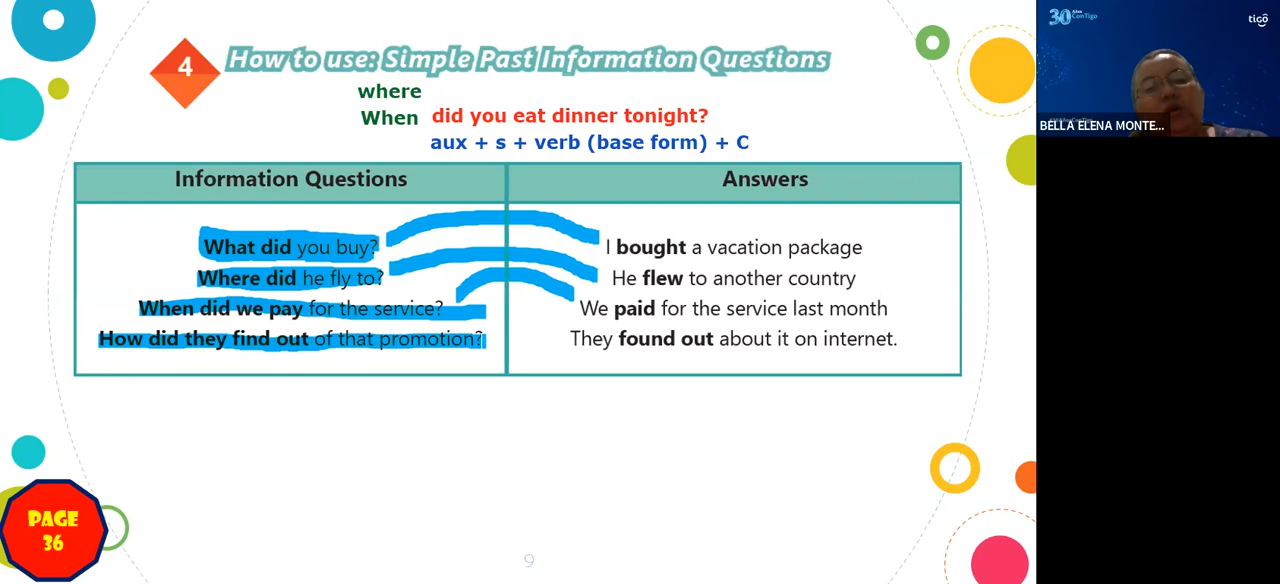 4
How to use: Simple Past Information Questions
where
When did you eat dinner tonight?
aux + s + verb (base form) + C
Information Questions
Answers
What did you buy?
I bought a vacation package
Where did he fly to?
He flew to another country
When did we pay for the service?
We paid for the service last month
How did they find out of that promotion?
They found out about it on internet.
PAGE
36
9
30 Años
ConTigo
tigo
BELLA ELENA MONTE...